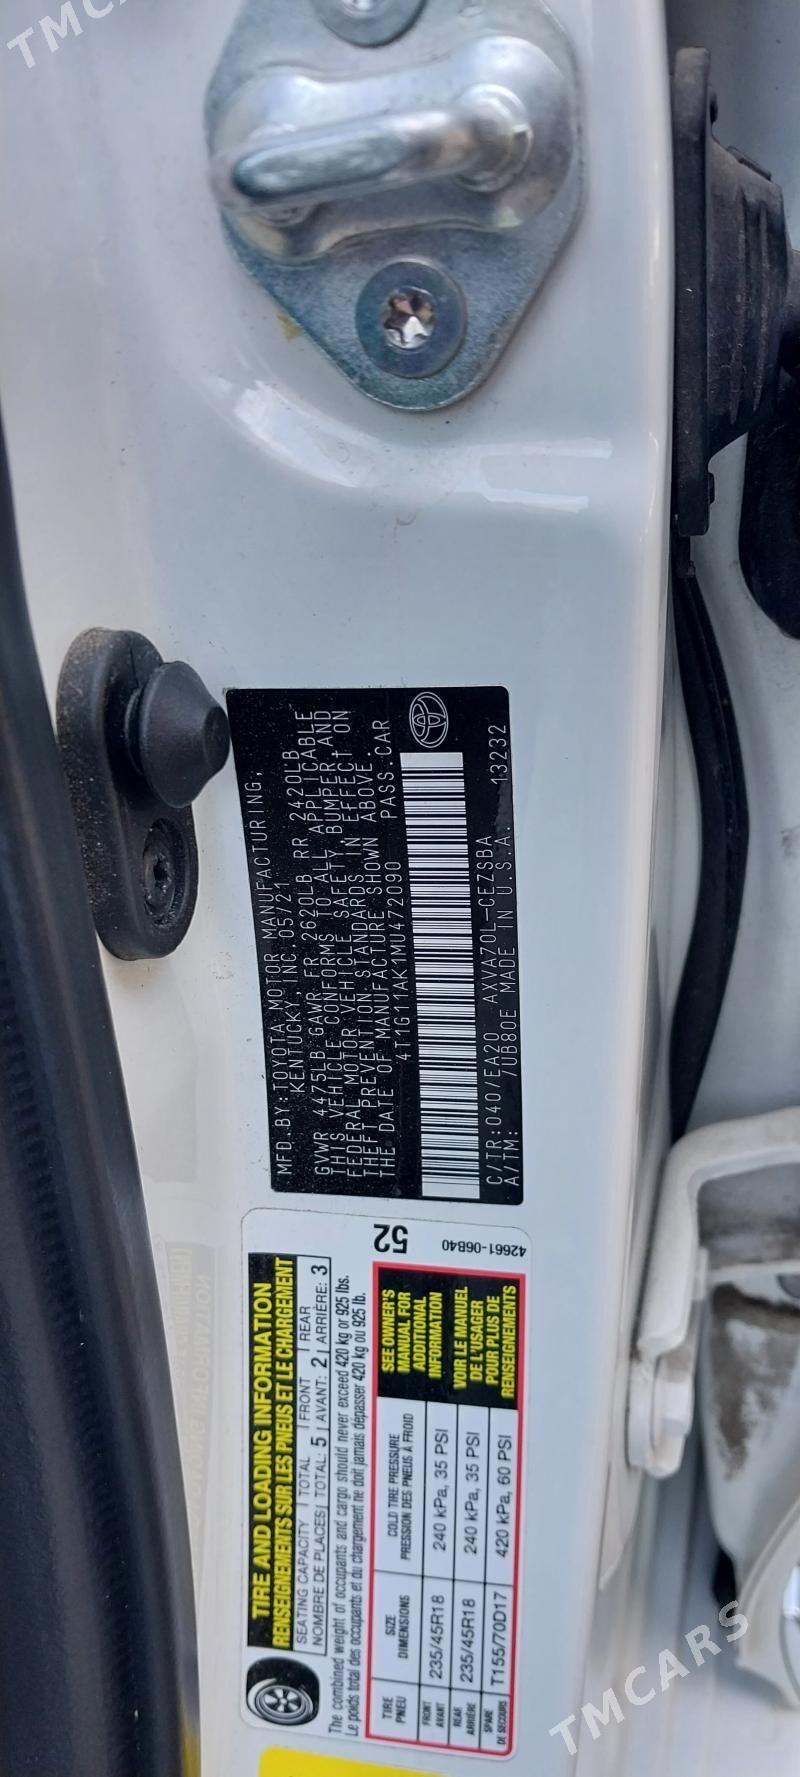 TMCARS
MFD.BY:TOYOTA MOTOR MANUFACTURING,
KENTUCKY, INC 05/21
GVWR 4475LB GAWR FR 2620LB RR 2420LB
THIS VEHICLE CONFORMS TO ALL APPLICABLE
FEDERAL MOTOR VEHICLE SAFETY, BUMPER, AND
THEFT PREVENTION STANDARDS IN EFFECT ON
THE DATE OF MANUFACTURE SHOWN ABOVE.
4T1G11AK1MU472090 PASS.CAR
C/TR:040/EA20 AXVA70L-CEZSBA 13232
A/TM: /UB80E MADE IN U.S.A.
TIRE AND LOADING INFORMATION
RENSEIGNEMENTS SUR LES PNEUS ET LE CHARGEMENT
52
42661-06B40
SEATING CAPACITY TOTAL FRONT REAR
NOMBRE DE PLACES TOTAL: 5 AVANT: 2 ARRIÈRE: 3
The combined weight of occupants and cargo should never exceed 420 kg or 925 lbs.
Le poids total des occupants et du chargement ne doit jamais dépasser 420 kg ou 925 lb.
TIRE
PNEU
SIZE
DIMENSIONS
COLD TIRE PRESSURE
PRESSION DES PNEUS À FROID
FRONT
AVANT
235/45R18
240 kPa, 35 PSI
REAR
ARRIÈRE
235/45R18
240 kPa, 35 PSI
SPARE
DE SECOURS
T155/70D17
420 kPa, 60 PSI
SEE OWNER'S
MANUAL FOR
ADDITIONAL
INFORMATION
VOIR LE MANUEL
DE L'USAGER
POUR PLUS DE
RENSEIGNEMENTS
TMCARS